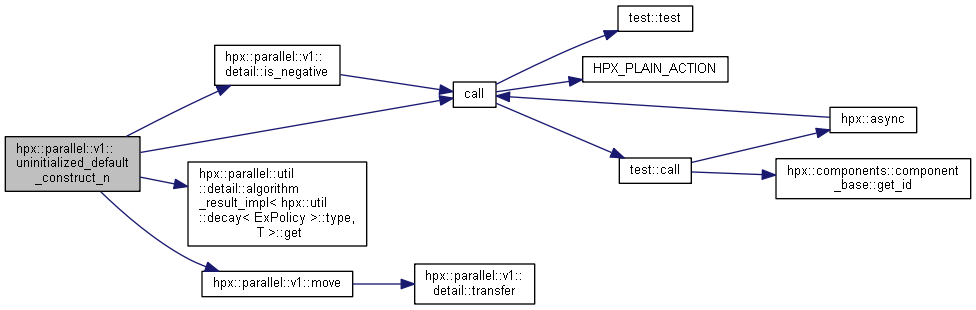 hpx::parallel::v1::
uninitialized_default
_construct_n
hpx::parallel::v1::
detail::is_negative
hpx::parallel::util
::detail::algorithm
_result_impl< hpx::util
::decay< ExPolicy >::type,
T >::get
hpx::parallel::v1::move
hpx::parallel::v1::
detail::transfer
call
test::test
HPX_PLAIN_ACTION
test::call
hpx::async
hpx::components::component
_base::get_id